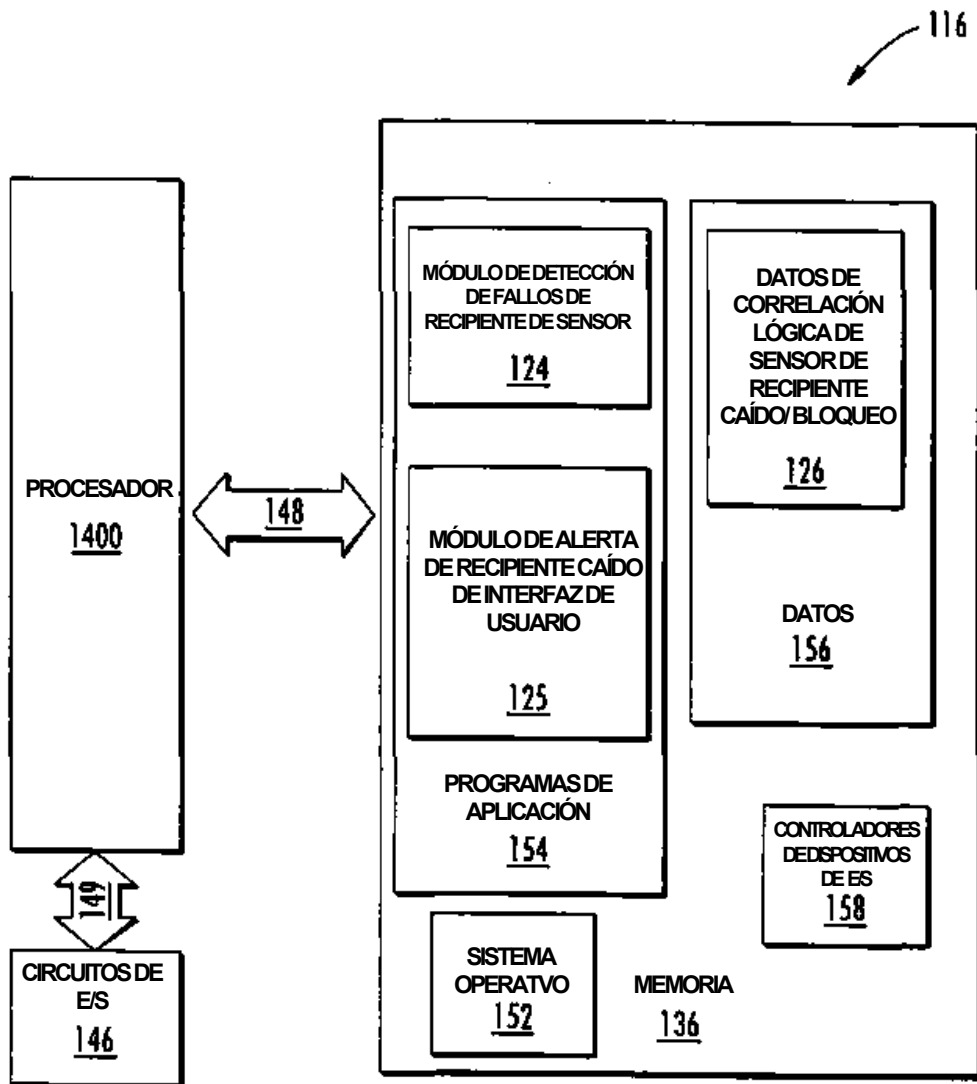 116
MÓDULO DE DETECCIÓN
DE FALLOS DE
RECIPIENTE DE SENSOR
124
DATOS DE
CORRELACIÓN
LÓGICA DE
SENSOR DE
RECIPIENTE
CAÍDO/ BLOQUEO
126
PROCESADOR
1400
148
MÓDULO DE ALERTA
DE RECIPIENTE CAÍDO
DE INTERFAZ DE
USUARIO
125
DATOS
156
PROGRAMAS DE
APLICACIÓN
154
CONTROLADORES
DE DISPOSITIVOS
DE E/S
158
149
CIRCUITOS DE
E/S
146
SISTEMA
OPERATVO
152
MEMORIA
136